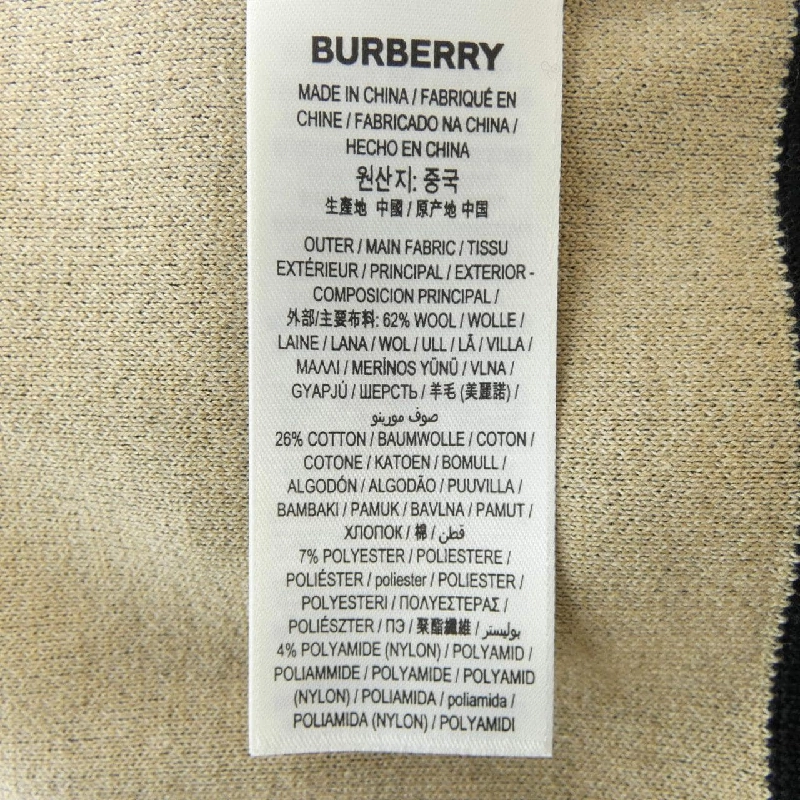 BURBERRY
MADE IN CHINA / FABRIQUÉ EN
CHINE / FABRICADO NA CHINA /
HECHO EN CHINA
원산지: 중국
生產地 中國 / 原产地 中国
OUTER / MAIN FABRIC / TISSU
EXTÉRIEUR / PRINCIPAL / EXTERIOR -
COMPOSICION PRINCIPAL /
外部/主要布料: 62% WOOL / WOLLE /
LAINE / LANA / WOL / ULL / LÃ / VILLA /
ΜΑΛΛΙ / MERİNOS YÜNÜ / VLNA /
GYAPJÚ / ШЕРСТЬ / 羊毛 (美麗諾) /
صوف مورينو
26% COTTON / BAUMWOLLE / COTON /
COTONE / KATOEN / BOMULL /
ALGODÓN / ALGODÃO / PUUVILLA /
BAMBAKI / PAMUK / BAVLNA / PAMUT /
ХЛОПОК / 棉 / قطن
7% POLYESTER / POLIESTERE /
POLIÉSTER / poliester / POLIESTER /
POLYESTERI / ΠΟΛΥΕΣΤΕΡΑΣ /
POLIÉSZTER / ПЭ / 聚酯纖維 / بوليستر
4% POLYAMIDE (NYLON) / POLYAMID /
POLIAMMIDE / POLYAMIDE / POLYAMID
(NYLON) / POLIAMIDA / poliamida /
POLIAMIDA (NYLON) / POLYAMIDI